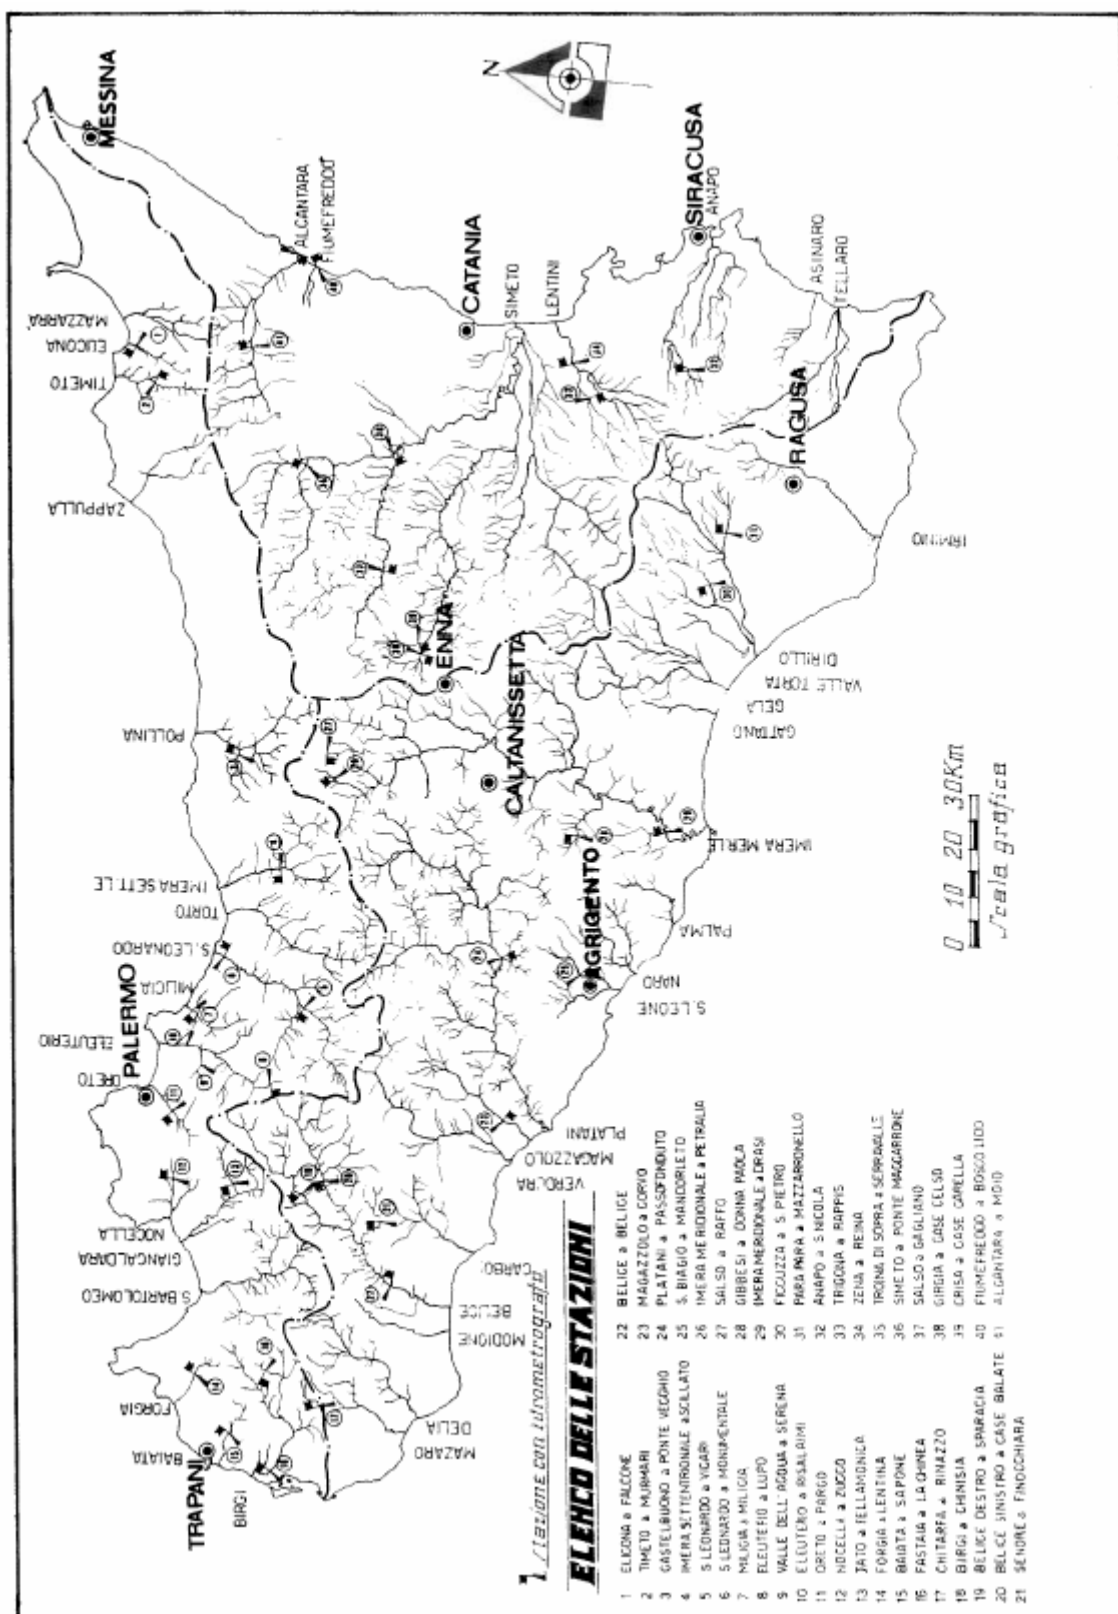 N
MESSINA
MAZZARRÀ
ELICONA
TIMETO
ZAPPULLA
POLLINA
IMERA SETT.LE
TORTO
S.LEONARDO
MILICIA
ELEUTERIO
PALERMO
ORETO
NOCELLA
S BARTOLOMEO
FORGIA
BAIATA
TRAPANI
BIRGI
ALCANTARA
FIUMEFREDDO
CATANIA
SIMETO
LENTINI
SIRACUSA
ANAPO
ASINARO
TELLARO
RAGUSA
IRMINIO
ENNA
CALTANISSETTA
DIRILLO
VALLE TORTA
GELA
GATTANO
IMERA MER.LE
AGRIGENTO
PALMA
NARO
S.LEONE
PLATANI
MAGAZZOLO
VERDURA
CARBOJ
BELICE
MODIONE
DELIA
MAZARO
0 10 20 30Km
Scala grafica
Stazione con idrometrografo
ELENCO DELLE STAZIONI
1 ELICONA a FALCONE
2 TIMETO a MURMARI
3 CASTELBUONO a PONTE VECCHIO
4 IMERA SETTENTRIONALE a SCILLATO
5 S LEONARDO a VICARI
6 S LEONARDO a MONUMENTALE
7 MILICIA a MILICIA
8 ELEUTERIO a LUPO
9 VALLE DELL'ACQUA a SERENA
10 ELEUTERIO a RISALAIMI
11 ORETO a PARCO
12 NOCELLA a ZUCCO
13 JATO a FELLAMONICA
14 FORGIA a LENTINA
15 BAIATA a SAPONE
16 FASTAIA a LA CHINEA
17 CHITARFA a RINAZZO
18 BIRGI a CHINISIA
19 BELICE DESTRO a SPARACIA
20 BELICE SINISTRO a CASE BALATE
21 SENORE a FINOCCHIARA
22 BELICE a BELICE
23 MAGAZZOLO a CORVO
24 PLATANI a PASSOFONDUTO
25 S. BIAGIO a MANDORLETO
26 IMERA MERIDIONALE a PETRALIA
27 SALSO a RAFFO
28 GIBBESI a DONNA PAOLA
29 IMERA MERIDIONALE a DRASI
30 FICUZZA a S. PIETRO
31 PARA PARA a MAZZARRONELLO
32 ANAPO a S NICOLA
33 TRIGONA a RAPPIS
34 ZENA a REINA
35 TROINA DI SOPRA a SERRAVALLE
36 SIMETO a PONTE MACCARRONE
37 SALSO a GAGLIANO
38 GIRGIA a CASE CELSO
39 CRISA a CASE CARELLA
40 FIUMEFREDDO a BOSCO LIDO
41 ALCANTARA a MOIO